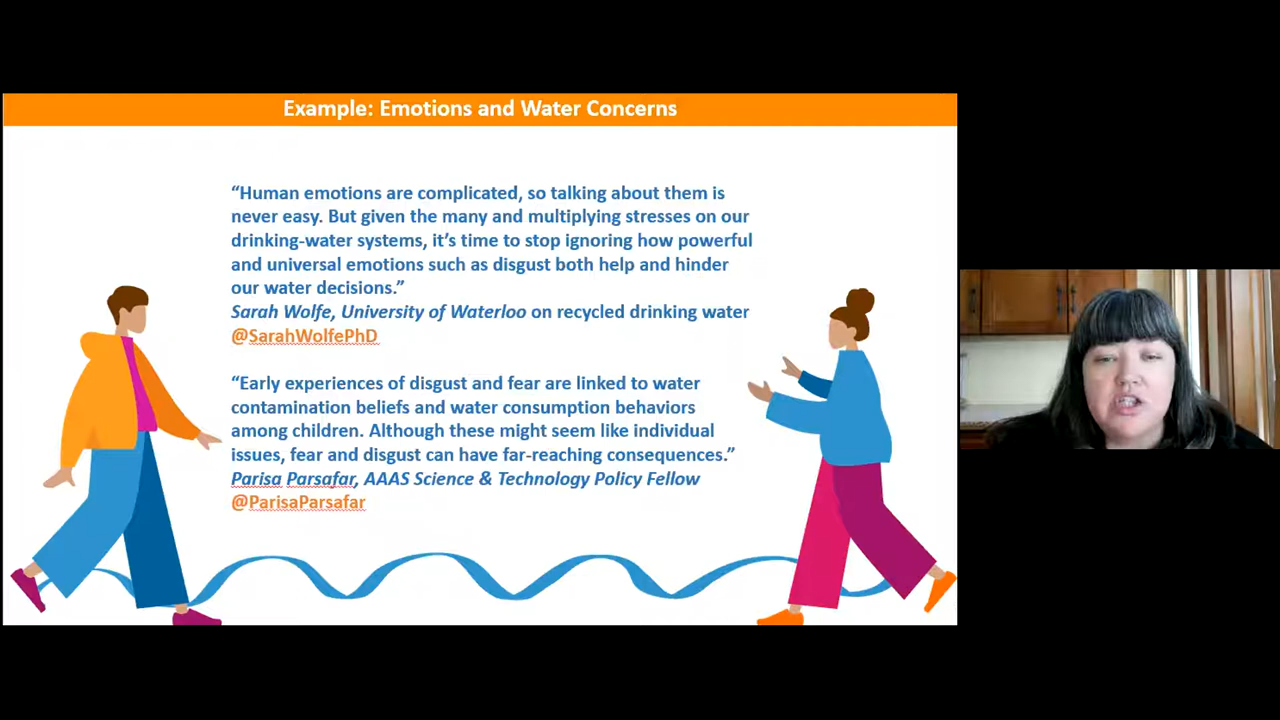 Example: Emotions and Water Concerns
“Human emotions are complicated, so talking about them is
never easy. But given the many and multiplying stresses on our
drinking-water systems, it’s time to stop ignoring how powerful
and universal emotions such as disgust both help and hinder
our water decisions.”
Sarah Wolfe, University of Waterloo on recycled drinking water
@SarahWolfePhD
“Early experiences of disgust and fear are linked to water
contamination beliefs and water consumption behaviors
among children. Although these might seem like individual
issues, fear and disgust can have far-reaching consequences.”
Parisa Parsafar, AAAS Science & Technology Policy Fellow
@ParisaParsafar